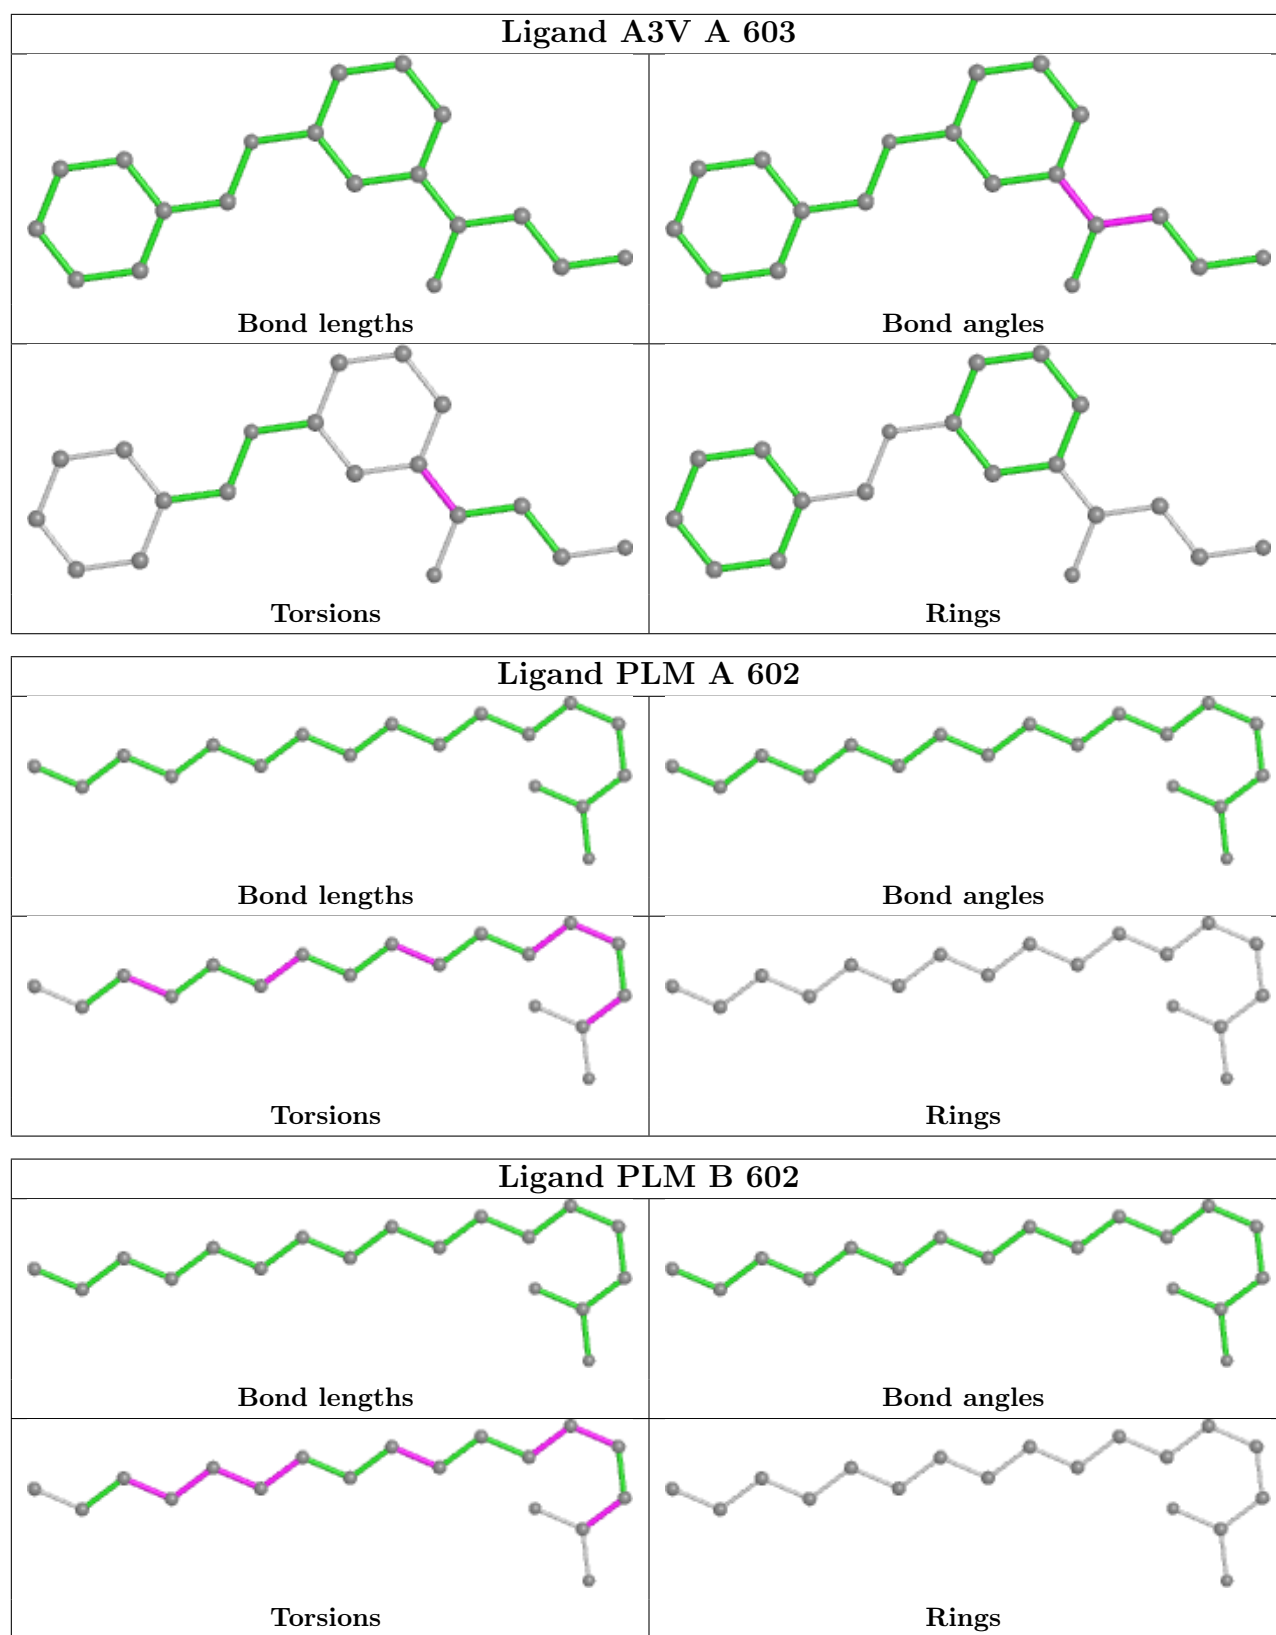 Ligand A3V A 603
Bond lengths
Bond angles
Torsions
Rings
Ligand PLM A 602
Bond lengths
Bond angles
Torsions
Rings
Ligand PLM B 602
Bond lengths
Bond angles
Torsions
Rings